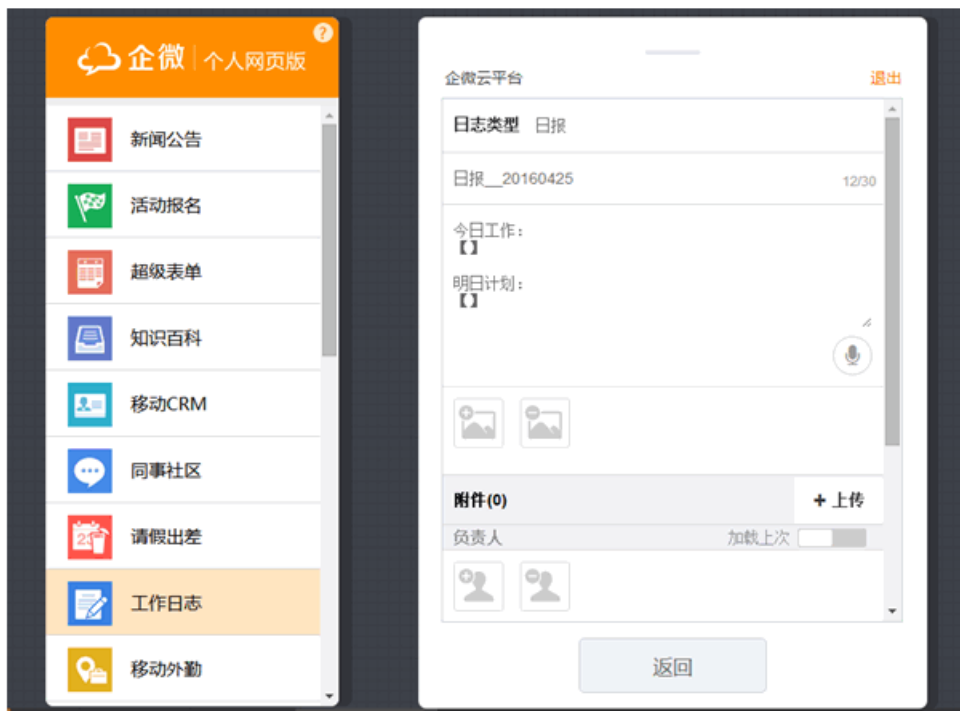 企微 个人网页版
?
新闻公告
活动报名
超级表单
知识百科
移动CRM
同事社区
23
请假出差
工作日志
移动外勤
企微云平台 退出
日志类型 日报
日报__20160425 12/30
今日工作：
【】
明日计划：
【】
附件(0) + 上传
负责人 加载上次
返回